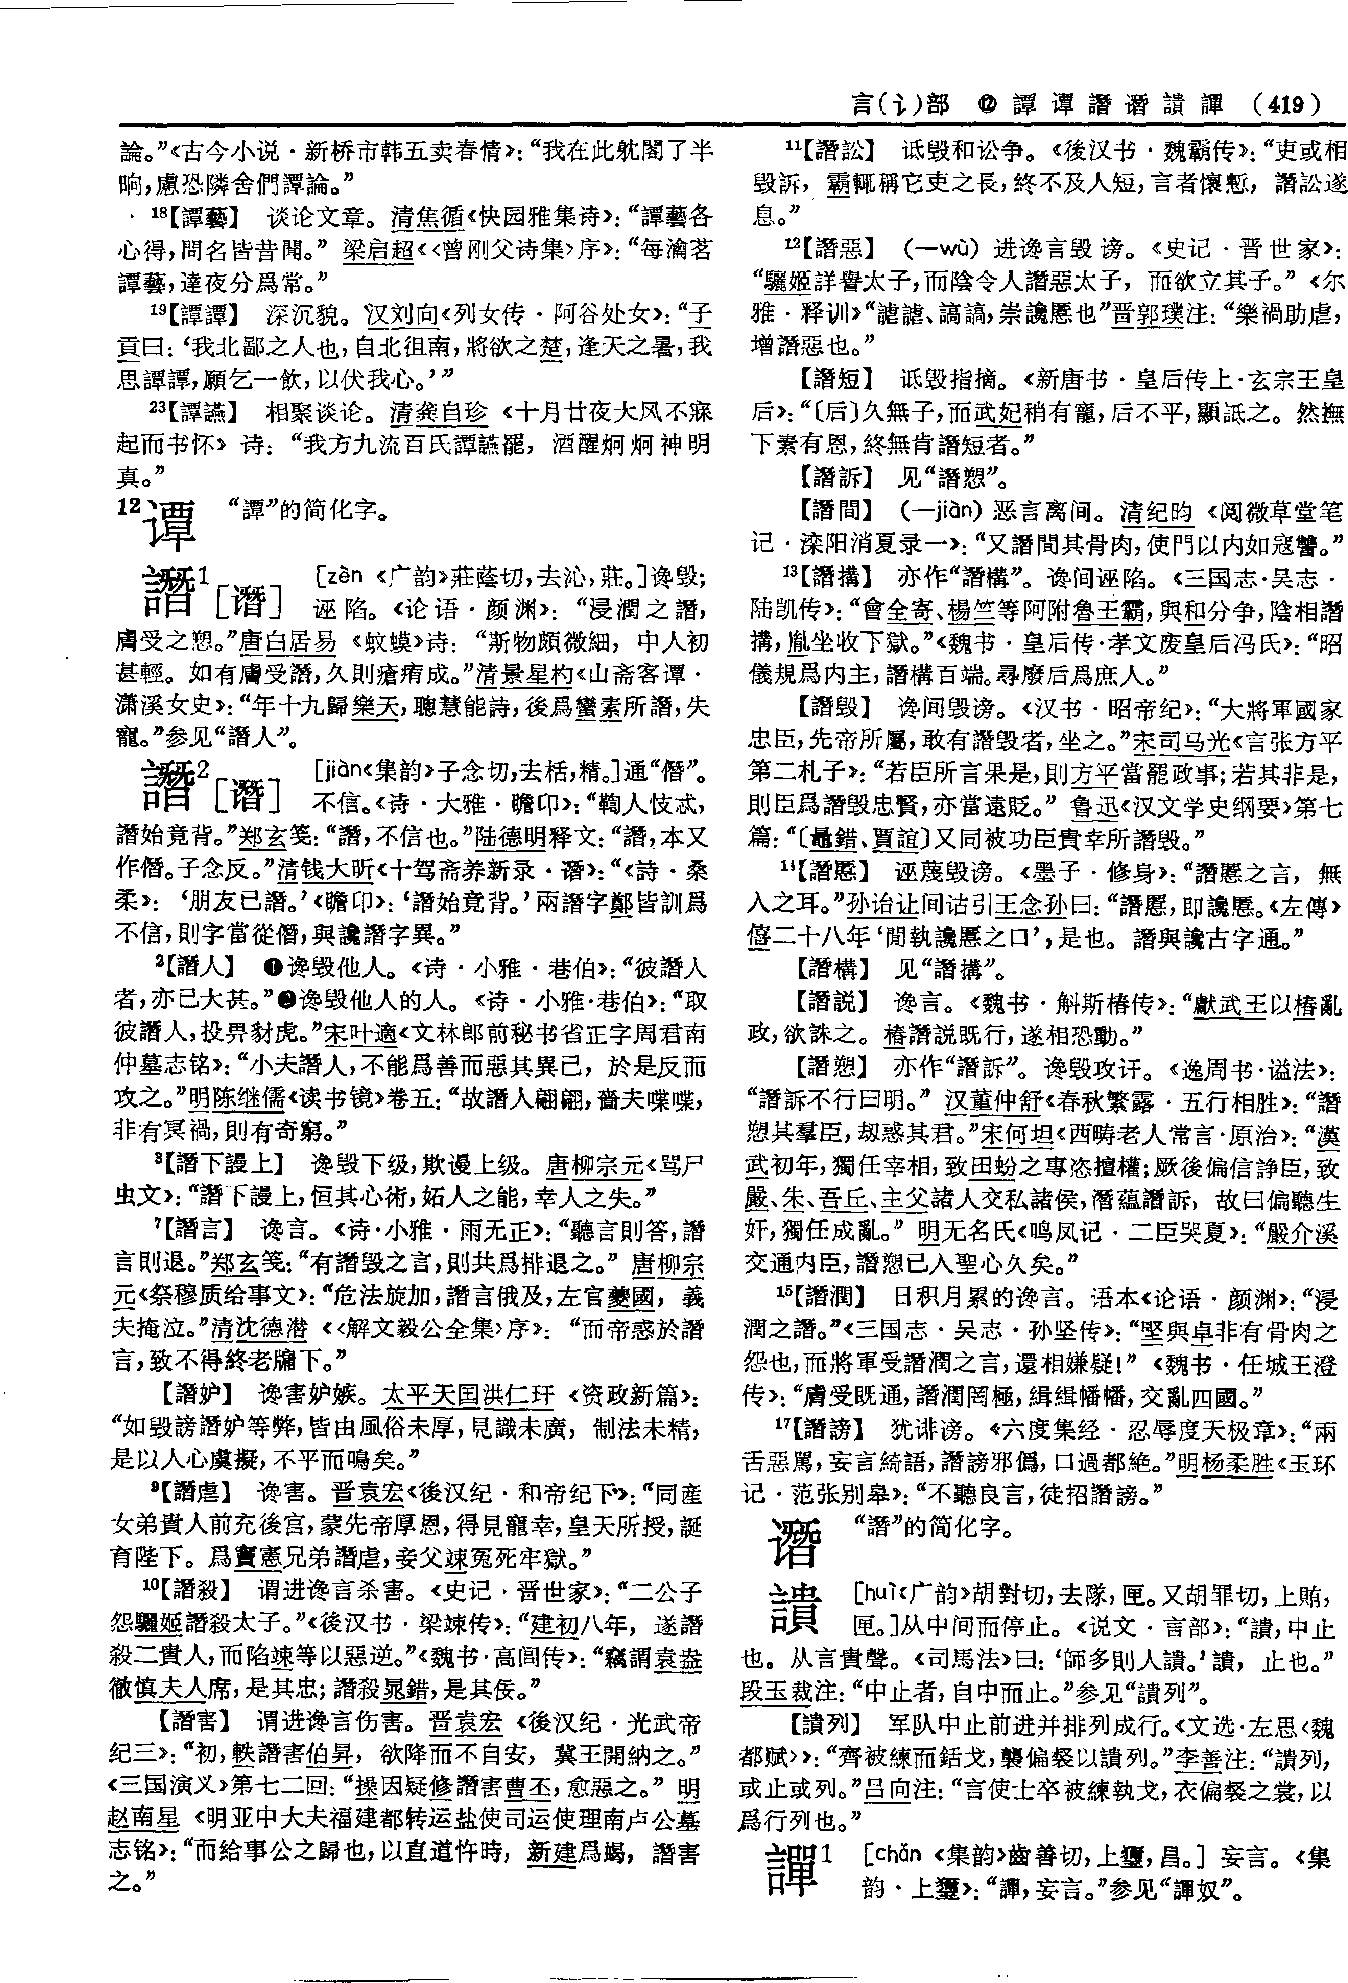 言(讠)部 ⑫ 譚谭譖谮讃譂 (419)
論。”《古今小说·新桥市韩五卖春情》：“我在此躭閣了半
晌，慮恐隣舍們譚論。”
18【譚藝】 谈论文章。清焦循《快园雅集诗》：“譚藝各
心得，問名皆昔聞。”梁启超《〈曾刚父诗集〉序》：“每瀹茗
譚藝，達夜分爲常。”
19【譚譚】 深沉貌。汉刘向《列女传·阿谷处女》：“子
貢曰：‘我北鄙之人也，自北徂南，將欲之楚，逢天之暑，我
思譚譚，願乞一飲，以伏我心。’”
23【譚讌】 相聚谈论。清龚自珍《十月廿夜大风不寐
起而书怀》诗：“我方九流百氏譚讌罷，酒醒炯炯神明
真。”
12谭 “譚”的简化字。
譖1[谮] [zèn《广韵》莊蔭切，去沁，莊。]谗毁；
诬陷。《论语·颜渊》：“浸潤之譖，
膚受之愬。”唐白居易《蚊蟆》诗：“斯物頗微細，中人初
甚輕。如有膚受譖，久則瘡痏成。”清景星杓《山斋客谭·
潇溪女史》：“年十九歸樂天，聰慧能詩，後爲蠻素所譖，失
寵。”参见“譖人”。
譖2[谮] [jiàn《集韵》子念切，去㮇，精。]通“僭”。
不信。《诗·大雅·瞻卬》：“鞫人忮忒，
譖始竟背。”郑玄笺：“譖，不信也。”陆德明释文：“譖，本又
作僭。子念反。”清钱大昕《十驾斋养新录·谮》：“《詩·桑
柔》：‘朋友已譖。’《瞻卬》：‘譖始竟背。’兩譖字鄭皆訓爲
不信，則字當從僭，與讒譖字異。”
2【譖人】 ❶谗毁他人。《诗·小雅·巷伯》：“彼譖人
者，亦已大甚。”❷谗毁他人的人。《诗·小雅·巷伯》：“取
彼譖人，投畀豺虎。”宋叶適《文林郎前秘书省正字周君南
仲墓志铭》：“小夫譖人，不能爲善而惡其異己，於是反而
攻之。”明陈继儒《读书镜》卷五：“故譖人翩翩，嗇夫喋喋，
非有冥禍，則有奇窮。”
3【譖下謾上】 谗毁下级，欺谩上级。唐柳宗元《骂尸
虫文》：“譖下謾上，恒其心術，妬人之能，幸人之失。”
7【譖言】 谗言。《诗·小雅·雨无正》：“聽言則答，譖
言則退。”郑玄笺：“有譖毁之言，則共爲排退之。”唐柳宗
元《祭穆质给事文》：“危法旋加，譖言俄及，左官夔國，義
夫掩泣。”清沈德潜《〈解文毅公全集〉序》：“而帝惑於譖
言，致不得終老牖下。”
【譖妒】 谗害妒嫉。太平天囯洪仁玕《资政新篇》：
“如毁謗譖妒等弊，皆由風俗未厚，見識未廣，制法未精，
是以人心虞擬，不平而鳴矣。”
9【譖虐】 谗害。晋袁宏《後汉纪·和帝纪下》：“同産
女弟貴人前充後宫，蒙先帝厚恩，得見寵幸，皇天所授，誕
育陛下。爲竇憲兄弟譖虐，妾父竦冤死牢獄。”
10【譖殺】 谓进谗言杀害。《史记·晋世家》：“二公子
怨驪姬譖殺太子。”《後汉书·梁竦传》：“建初八年，遂譖
殺二貴人，而陷竦等以惡逆。”《魏书·高闾传》：“竊謂袁盎
徹慎夫人席，是其忠；譖殺晁錯，是其佞。”
【譖害】 谓进谗言伤害。晋袁宏《後汉纪·光武帝
纪三》：“初，軼譖害伯昇，欲降而不自安，冀王開納之。”
《三国演义》第七二回：“操因疑修譖害曹丕，愈惡之。”明
赵南星《明亚中大夫福建都转运盐使司运使理南卢公墓
志铭》：“而给事公之歸也，以直道忤時，新建爲竭，譖害
之。”
11【譖訟】 诋毁和讼争。《後汉书·魏霸传》：“吏或相
毁訴，霸輒稱它吏之長，終不及人短，言者懷慙，譖訟遂
息。”
12【譖惡】 （—wù）进谗言毁谤。《史记·晋世家》：
“驪姬詳譽太子，而陰令人譖惡太子，而欲立其子。”《尔
雅·释训》“謔謔、謞謞，崇讒慝也”晋郭璞注：“樂禍助虐，
增譖惡也。”
【譖短】 诋毁指摘。《新唐书·皇后传上·玄宗王皇
后》：“〔后〕久無子，而武妃稍有寵，后不平，顯詆之。然撫
下素有恩，終無肯譖短者。”
【譖訴】 见“譖愬”。
【譖間】 （—jiàn）恶言离间。清纪昀《阅微草堂笔
记·滦阳消夏录一》：“又譖間其骨肉，使門以内如寇讐。”
13【譖搆】 亦作“譖構”。谗间诬陷。《三国志·吴志·
陆凯传》：“會全寄、楊竺等阿附魯王霸，與和分争，陰相譖
搆，胤坐收下獄。”《魏书·皇后传·孝文废皇后冯氏》：“昭
儀規爲内主，譖構百端。尋廢后爲庶人。”
【譖毁】 谗间毁谤。《汉书·昭帝纪》：“大將軍國家
忠臣，先帝所屬，敢有譖毁者，坐之。”宋司马光《言张方平
第二札子》：“若臣所言果是，則方平當罷政事；若其非是，
則臣爲譖毁忠賢，亦當遠貶。”鲁迅《汉文学史纲要》第七
篇：“〔鼂錯、賈誼〕又同被功臣貴幸所譖毁。”
14【譖慝】 诬蔑毁谤。《墨子·修身》：“譖慝之言，無
入之耳。”孙诒让间诂引王念孙曰：“譖慝，即讒慝。《左傳》
僖二十八年‘閒執讒慝之口’，是也。譖與讒古字通。”
【譖構】 见“譖搆”。
【譖説】 谗言。《魏书·斛斯椿传》：“獻武王以椿亂
政，欲誅之。椿譖説既行，遂相恐動。”
【譖愬】 亦作“譖訴”。谗毁攻讦。《逸周书·谥法》：
“譖訴不行曰明。”汉董仲舒《春秋繁露·五行相胜》：“譖
愬其羣臣，刼惑其君。”宋何坦《西畴老人常言·原治》：“漢
武初年，獨任宰相，致田蚡之專恣擅權；厥後偏信諍臣，致
嚴、朱、吾丘、主父諸人交私諸侯，潛蘊譖訴，故曰偏聽生
奸，獨任成亂。”明无名氏《鸣凤记·二臣哭夏》：“嚴介溪
交通内臣，譖愬已入聖心久矣。”
15【譖潤】 日积月累的谗言。语本《论语·颜渊》：“浸
潤之譖。”《三国志·吴志·孙坚传》：“堅與卓非有骨肉之
怨也，而將軍受譖潤之言，還相嫌疑！”《魏书·任城王澄
传》：“膚受既通，譖潤罔極，緝緝幡幡，交亂四國。”
17【譖謗】 犹诽谤。《六度集经·忍辱度无极章》：“兩
舌惡駡，妄言綺語，譖謗邪僞，口過都絶。”明杨柔胜《玉环
记·范张别皋》：“不聽良言，徒招譖謗。”
谮 “譖”的简化字。
讃 [huì《广韵》胡對切，去隊，匣。又胡罪切，上賄，
匣。]从中间而停止。《说文·言部》：“讃，中止
也。从言貴聲。《司馬法》曰：‘師多則人讃。’讃，止也。”
段玉裁注：“中止者，自中而止。”参见“讃列”。
【讃列】 军队中止前进并排列成行。《文选·左思〈魏
都赋〉》：“齊被練而銛戈，襲偏裻以讃列。”李善注：“讃列，
或止或列。”吕向注：“言使士卒被練執戈，衣偏裻之裳，以
爲行列也。”
譂1 [chǎn《集韵》齒善切，上𤣗，昌。]妄言。《集
韵·上𤣗》：“譂，妄言。”参见“譂奴”。